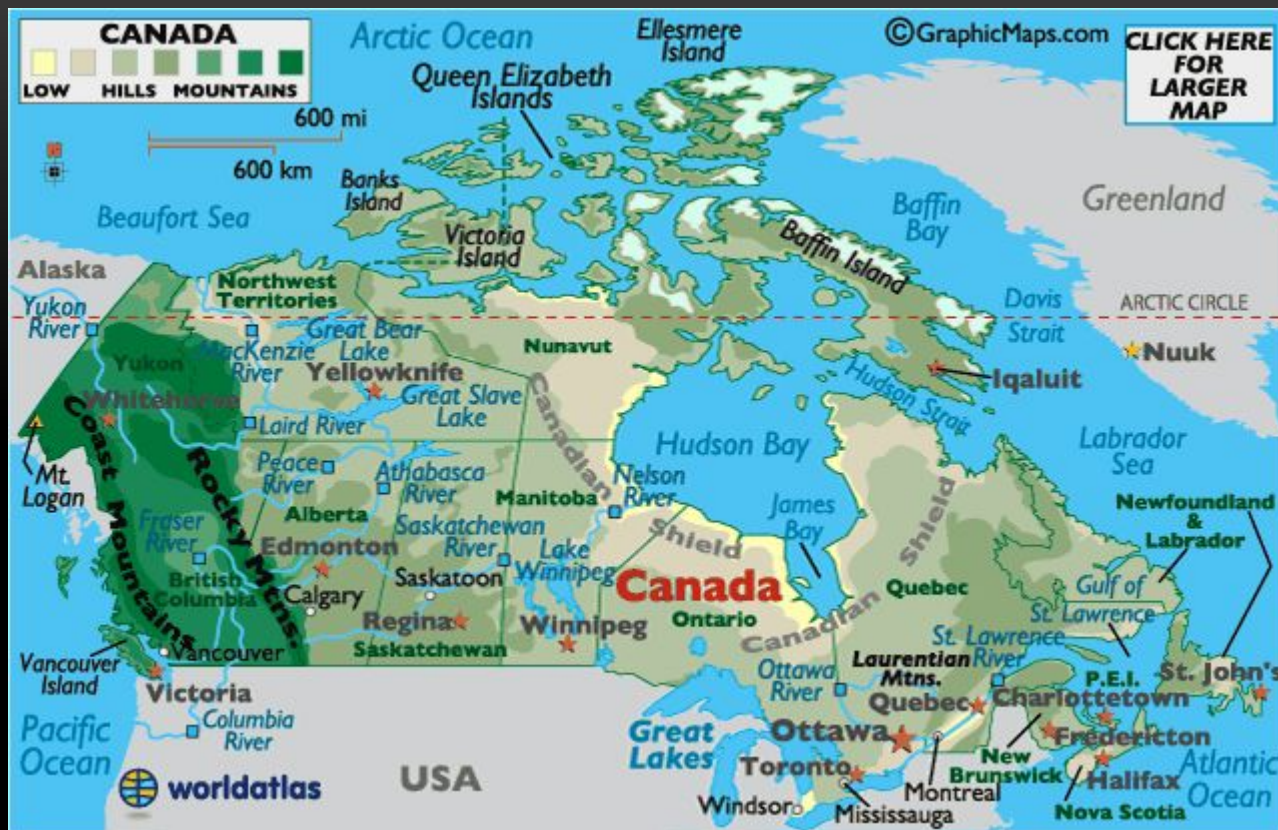 CANADA
LOW HILLS MOUNTAINS
600 mi
600 km
Arctic Ocean
Ellesmere
Island
©GraphicMaps.com
CLICK HERE
FOR
LARGER
MAP
Queen Elizabeth
Islands
Banks
Island
Beaufort Sea
Victoria
Island
Baffin
Bay
Greenland
Baffin Island
Alaska
Northwest
Territories
Yukon
River
Great Bear
Lake
MacKenzie
River
Nunavut
Davis
Strait
ARCTIC CIRCLE
Nuuk
Yukon
Yellowknife
Iqaluit
Whitehorse
Great Slave
Lake
Hudson Strait
Laird River
Canadian
Shield
Hudson Bay
Labrador
Sea
Mt.
Logan
Coast Mountains
Rocky Mtns.
Peace
River
Athabasca
River
Nelson
River
Manitoba
James
Bay
Canadian
Shield
Newfoundland
&
Labrador
Alberta
Fraser
River
Saskatchewan
River
Lake
Winnipeg
Edmonton
British
Columbia
Saskatoon
Calgary
Canada
Quebec
Gulf of
St. Lawrence
Regina
Winnipeg
Ontario
Saskatchewan
St. Lawrence
River
Vancouver
Vancouver
Island
Victoria
Ottawa
River
Laurentian
Mtns.
P.E.I.
St. John's
Quebec
Charlottetown
Pacific
Ocean
Columbia
River
Great
Lakes
Ottawa
Fredericton
New
Brunswick
Atlantic
Ocean
Toronto
Halifax
worldatlas
USA
Windsor
Mississauga
Montreal
Nova Scotia